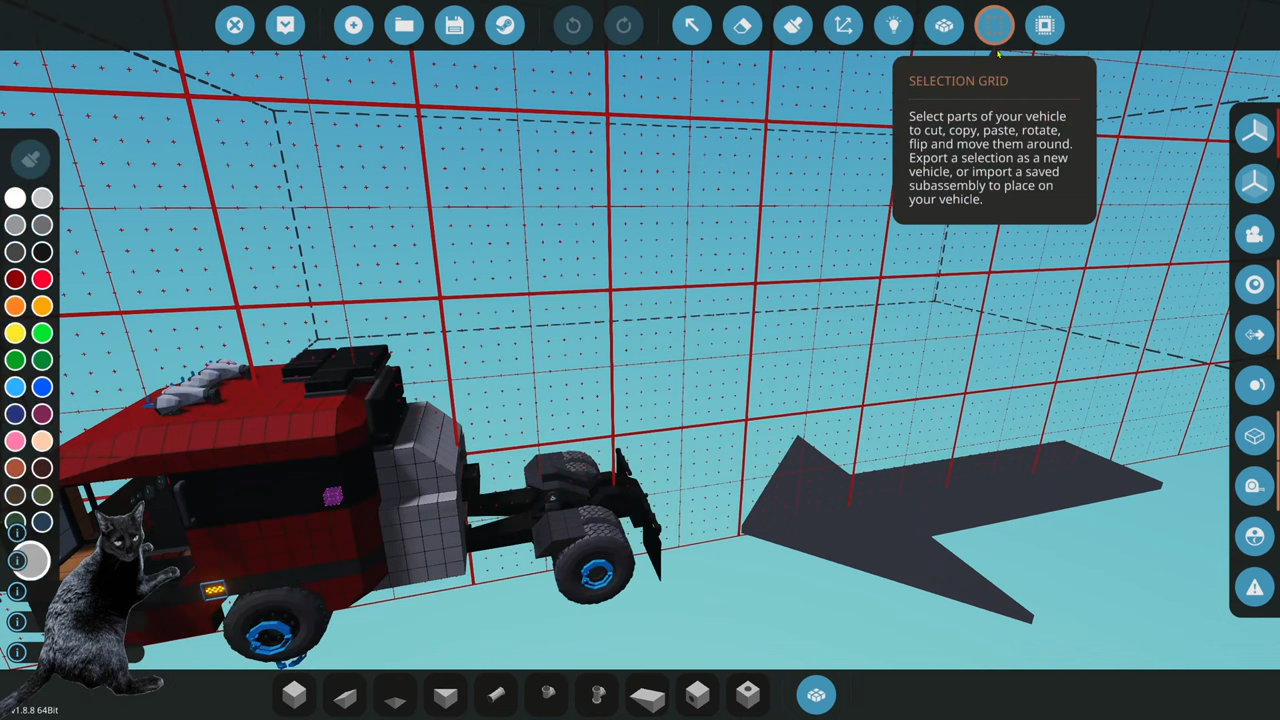 SELECTION GRID
Select parts of your vehicle
to cut, copy, paste, rotate,
flip and move them around.
Export a selection as a new
vehicle, or import a saved
subassembly to place on
your vehicle.
v1.8.8 64Bit